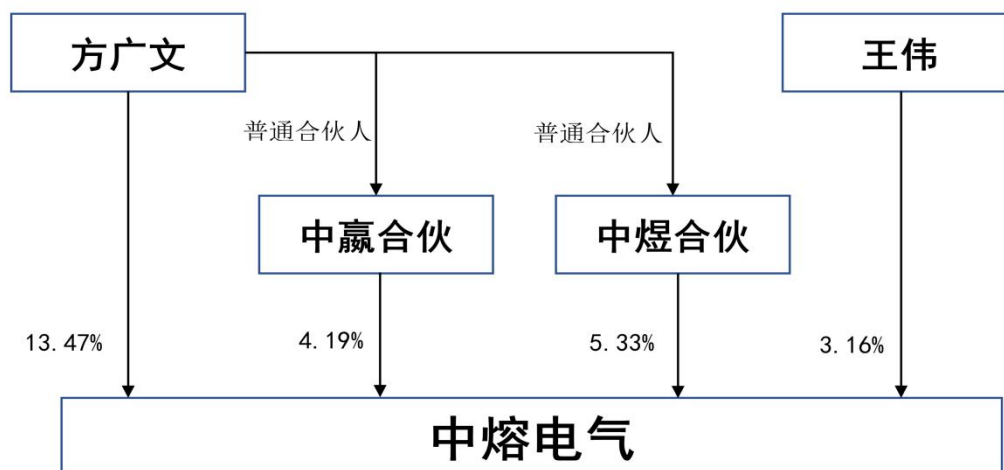 方广文
王伟
普通合伙人
普通合伙人
中嬴合伙
中煜合伙
13.47%
4.19%
5.33%
3.16%
中熔电气